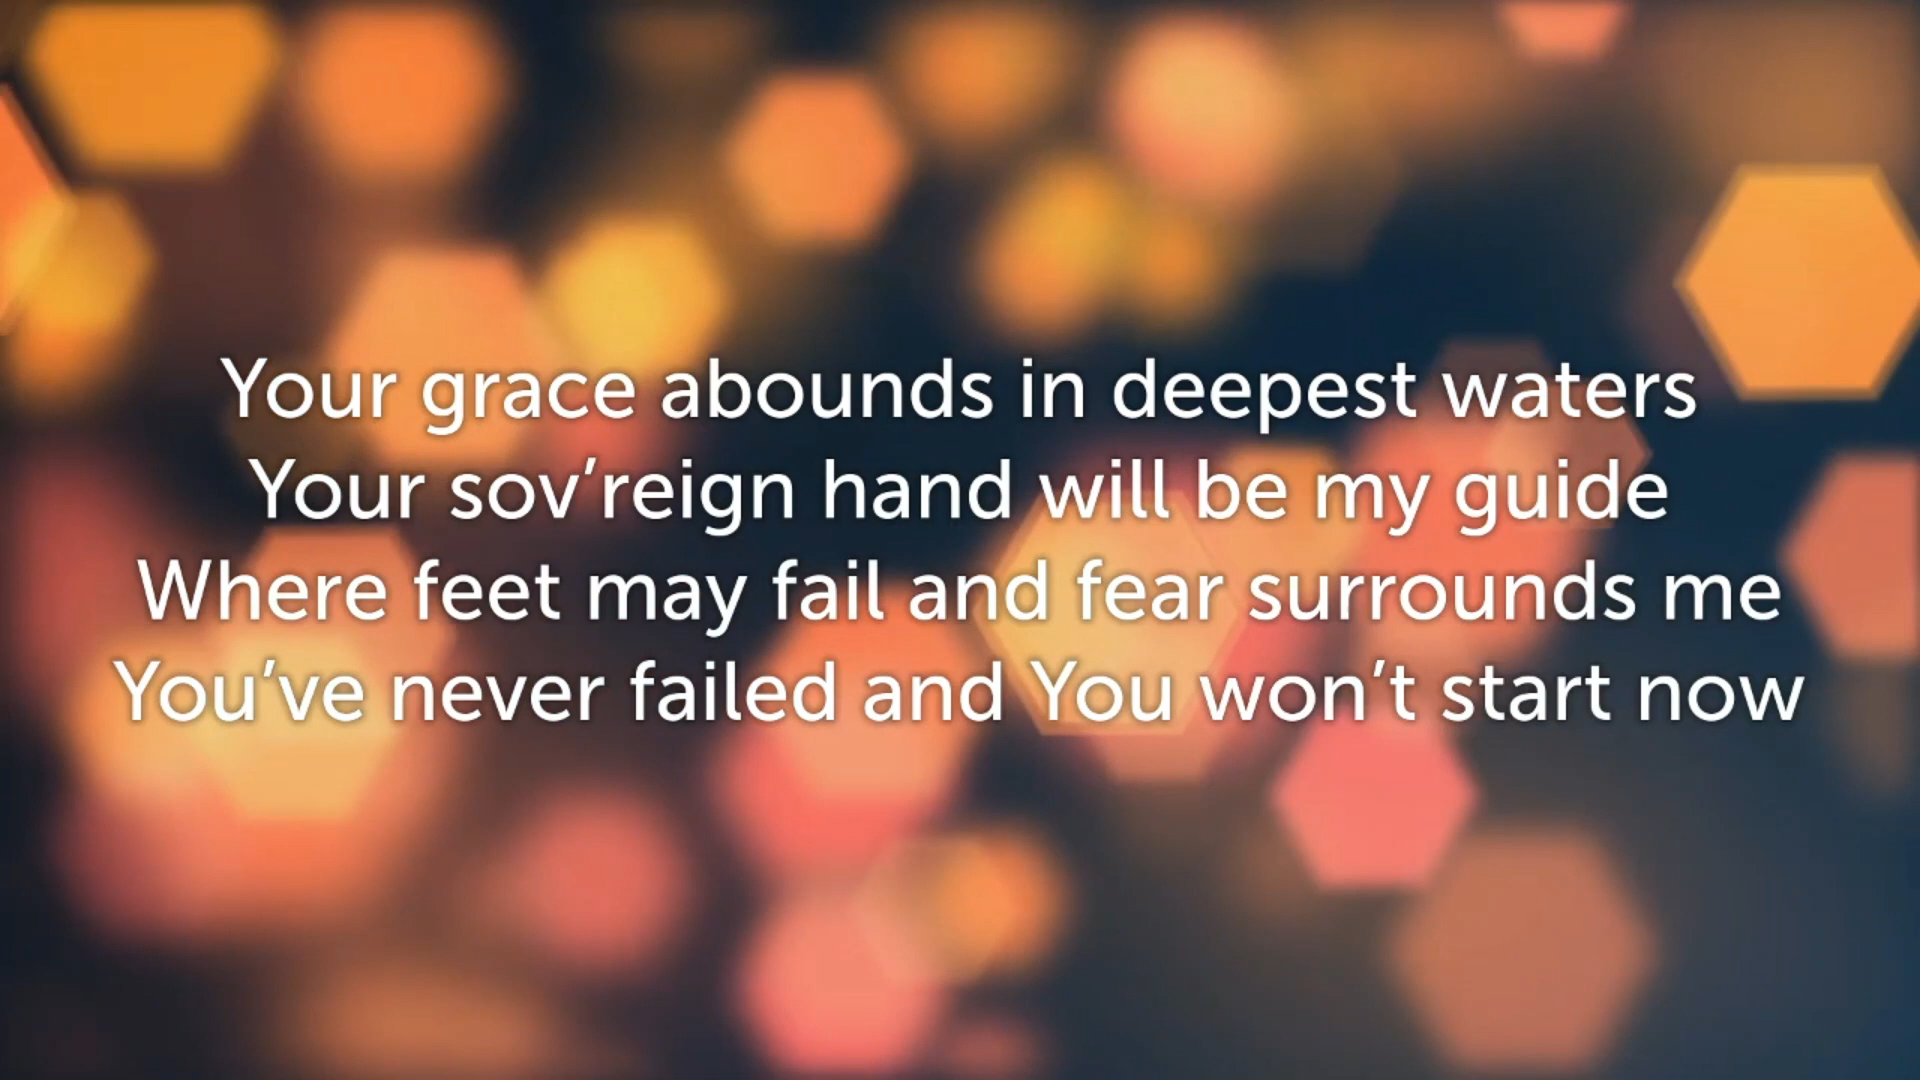 Your grace abounds in deepest waters
Your sov’reign hand will be my guide
Where feet may fail and fear surrounds me
You’ve never failed and You won’t start now